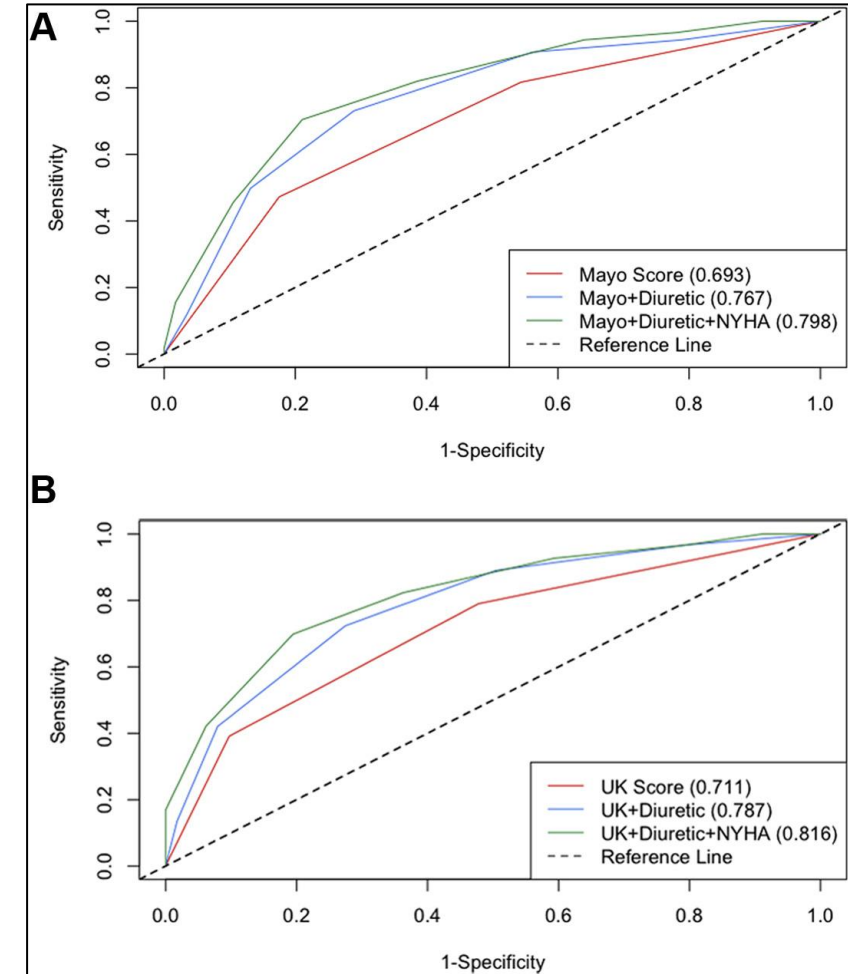 A
1.0
0.8
0.6
0.4
0.2
0.0
Sensitivity
Mayo Score (0.693)
Mayo+Diuretic (0.767)
Mayo+Diuretic+NYHA (0.798)
Reference Line
0.0 0.2 0.4 0.6 0.8 1.0
1-Specificity
B
1.0
0.8
0.6
0.4
0.2
0.0
Sensitivity
UK Score (0.711)
UK+Diuretic (0.787)
UK+Diuretic+NYHA (0.816)
Reference Line
0.0 0.2 0.4 0.6 0.8 1.0
1-Specificity